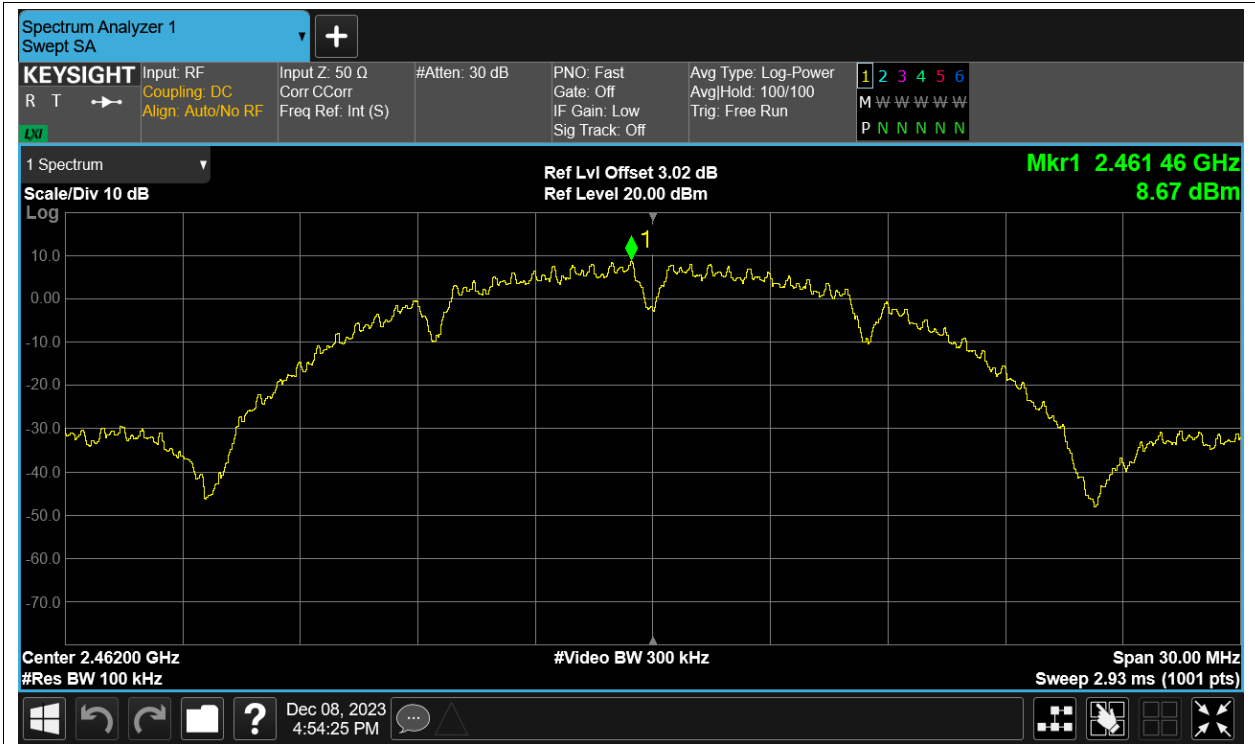 Spectrum Analyzer 1
Swept SA
KEYSIGHT
R T
LXI
Input: RF
Coupling: DC
Align: Auto/No RF
Input Z: 50 Ω
Corr CCorr
Freq Ref: Int (S)
#Atten: 30 dB
PNO: Fast
Gate: Off
IF Gain: Low
Sig Track: Off
Avg Type: Log-Power
Avg|Hold: 100/100
Trig: Free Run
1 2 3 4 5 6
M W W W W W
P N N N N N
1 Spectrum
Scale/Div 10 dB
Log
Ref Lvl Offset 3.02 dB
Ref Level 20.00 dBm
Mkr1 2.461 46 GHz
8.67 dBm
1
10.0
0.00
-10.0
-20.0
-30.0
-40.0
-50.0
-60.0
-70.0
Center 2.46200 GHz
#Res BW 100 kHz
#Video BW 300 kHz
Span 30.00 MHz
Sweep 2.93 ms (1001 pts)
?
Dec 08, 2023
4:54:25 PM